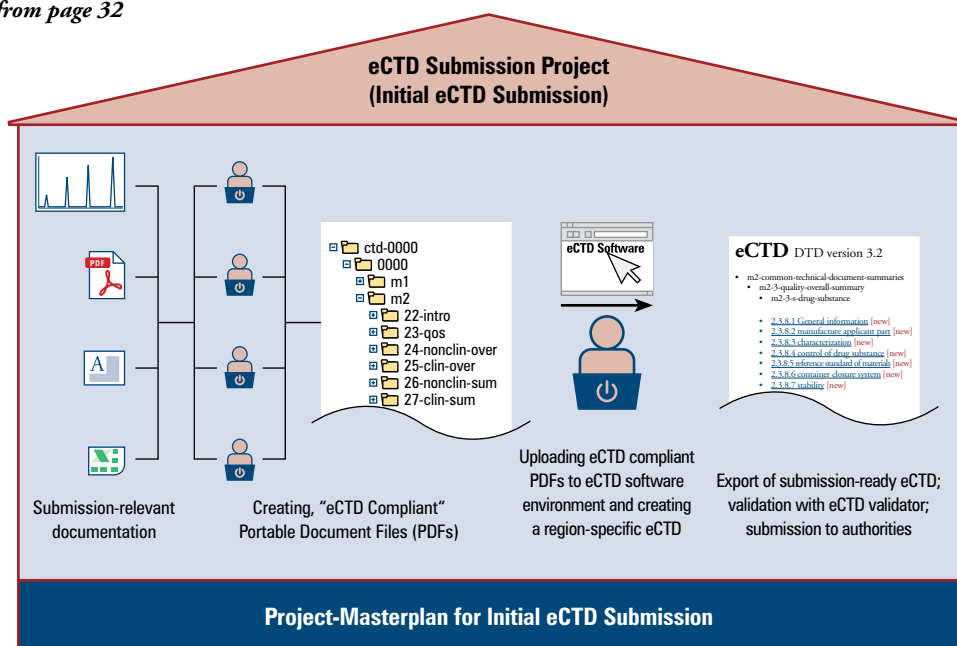 from page 32
eCTD Submission Project
(Initial eCTD Submission)
PDF
A
Submission-relevant
documentation
ctd-0000
0000
m1
m2
22-intro
23-qos
24-nonclin-over
25-clin-over
26-nonclin-sum
27-clin-sum
Creating, “eCTD Compliant“
Portable Document Files (PDFs)
eCTD Software
Uploading eCTD compliant
PDFs to eCTD software
environment and creating
a region-specific eCTD
eCTD DTD version 3.2
• m2-common-technical-document-summaries
• m2-3-quality-overall-summary
• m2-3-s-drug-substance
• 2.3.8.1 General information [new]
• 2.3.8.2 manufacture applicant part [new]
• 2.3.8.3 characterization [new]
• 2.3.8.4 control of drug substance [new]
• 2.3.8.5 reference standard of materials [new]
• 2.3.8.6 container closure system [new]
• 2.3.8.7 stability [new]
Export of submission-ready eCTD;
validation with eCTD validator;
submission to authorities
Project-Masterplan for Initial eCTD Submission